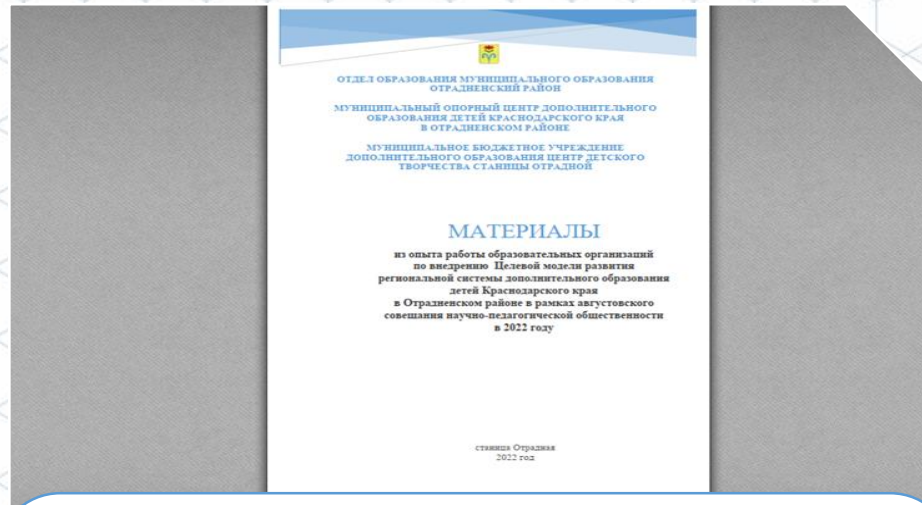 ОТДЕЛ ОБРАЗОВАНИЯ МУНИЦИПАЛЬНОГО ОБРАЗОВАНИЯ
ОТРАДНЕНСКИЙ РАЙОН
МУНИЦИПАЛЬНЫЙ ОПОРНЫЙ ЦЕНТР ДОПОЛНИТЕЛЬНОГО
ОБРАЗОВАНИЯ ДЕТЕЙ КРАСНОДАРСКОГО КРАЯ
В ОТРАДНЕНСКОМ РАЙОНЕ
МУНИЦИПАЛЬНОЕ БЮДЖЕТНОЕ УЧРЕЖДЕНИЕ
ДОПОЛНИТЕЛЬНОГО ОБРАЗОВАНИЯ ЦЕНТР ДЕТСКОГО
ТВОРЧЕСТВА СТАНИЦЫ ОТРАДНОЙ
МАТЕРИАЛЫ
из опыта работы образовательных организаций
по внедрению Целевой модели развития
региональной системы дополнительного образования
детей Краснодарского края
в Отрадненском районе в рамках августовского
совещания научно-педагогической общественности
в 2022 году
станица Отрадная
2022 год